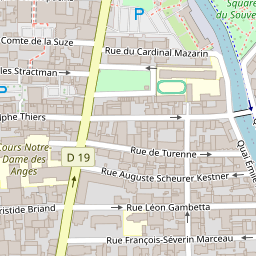 Square
du Souve
P
Comte de la Suze
Rue du Cardinal Mazarin
les Stractman
P
lphe Thiers
Cours Notre-
Dame des
Anges
D 19
Rue de Turenne
Quai Émile
Rue Auguste Scheurer Kestner
ristide Briand
Rue Léon Gambetta
Rue François-Séverin Marceau